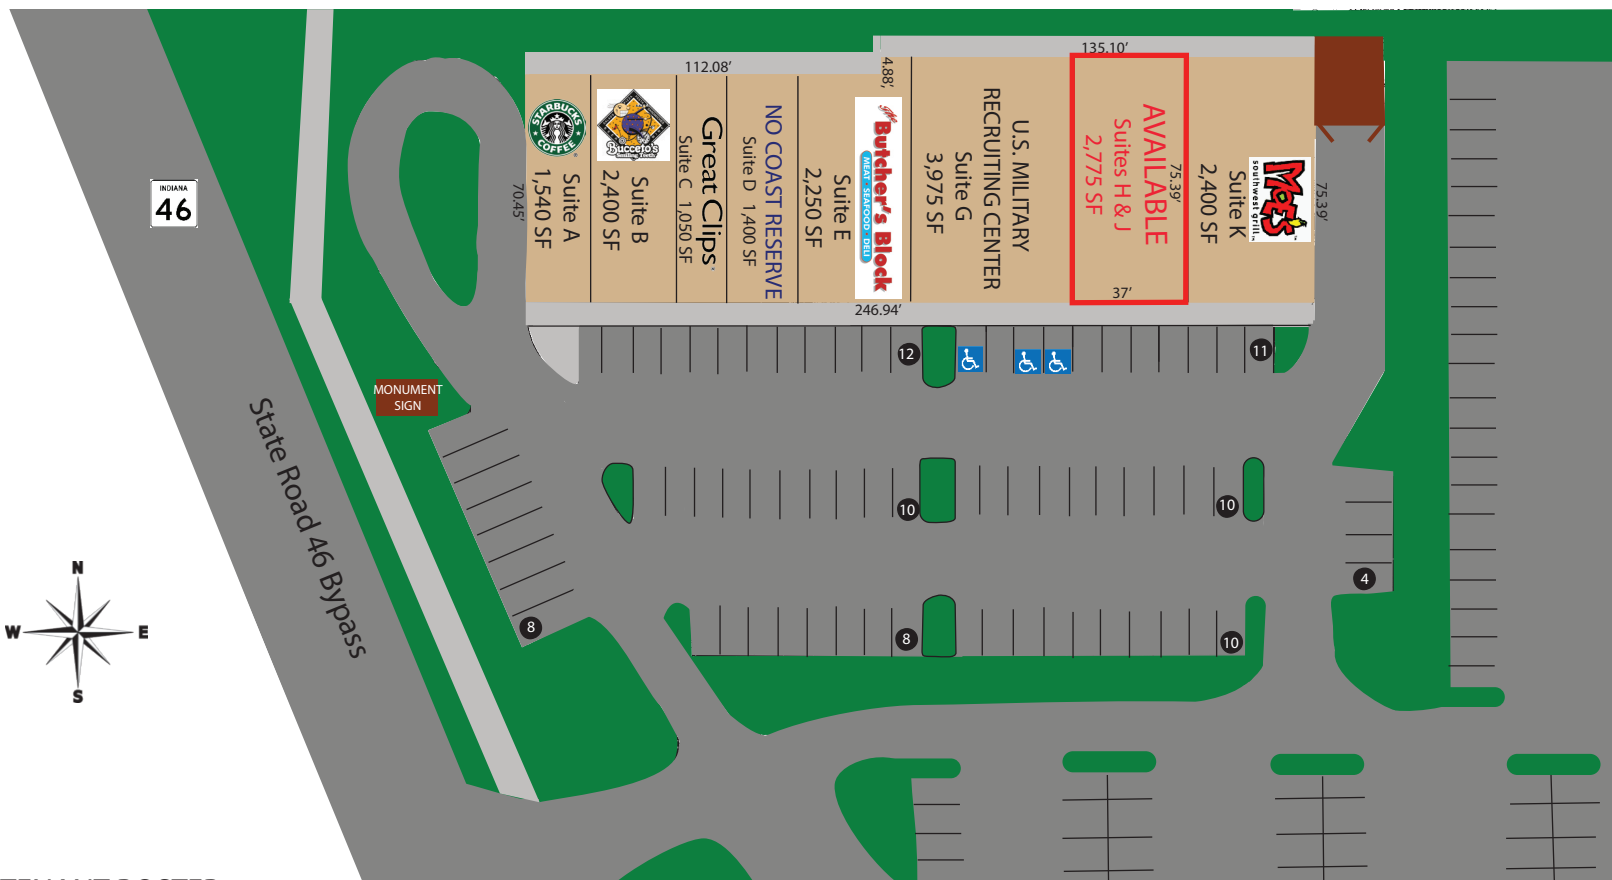 135.10’
112.08’
4.88’
STARBUCKS
COFFEE
70.45’
Suite A
1,540 SF
Bucceto's
Smiling Teeth
Suite B
2,400 SF
Great Clips
Suite C 1,050 SF
NO COAST RESERVE
Suite D 1,400 SF
Suite E
2,250 SF
The
Butcher's Block
MEAT • SEAFOOD • DELI
U.S. MILITARY
RECRUITING CENTER
Suite G
3,975 SF
AVAILABLE
Suites H & J
2,775 SF
75.39’
37’
MOE'S
southwest grill
Suite K
2,400 SF
75.39’
246.94’
INDIANA
46
12
11
MONUMENT
SIGN
State Road 46 Bypass
10
10
4
8
8
10
N
W
E
S